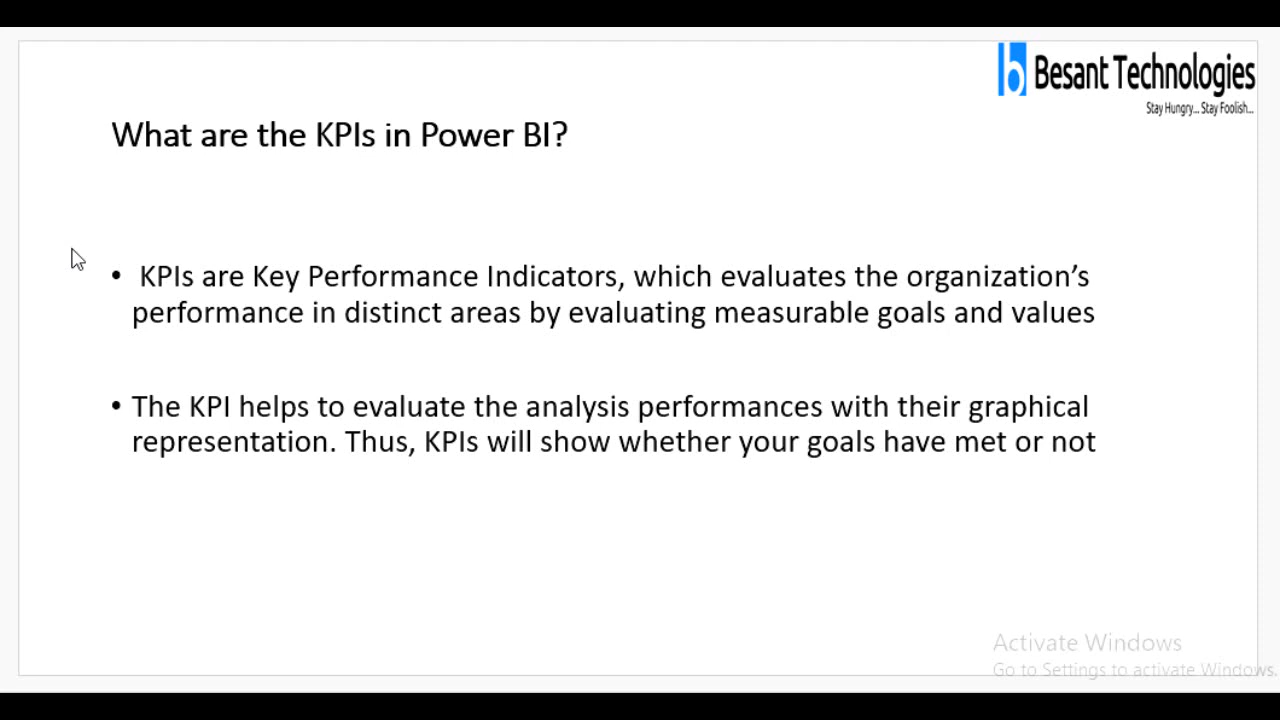 b Besant Technologies
Stay Hungry... Stay Foolish...
What are the KPIs in Power BI?
• KPIs are Key Performance Indicators, which evaluates the organization’s
performance in distinct areas by evaluating measurable goals and values
• The KPI helps to evaluate the analysis performances with their graphical
representation. Thus, KPIs will show whether your goals have met or not
Activate Windows
Go to Settings to activate Windows.